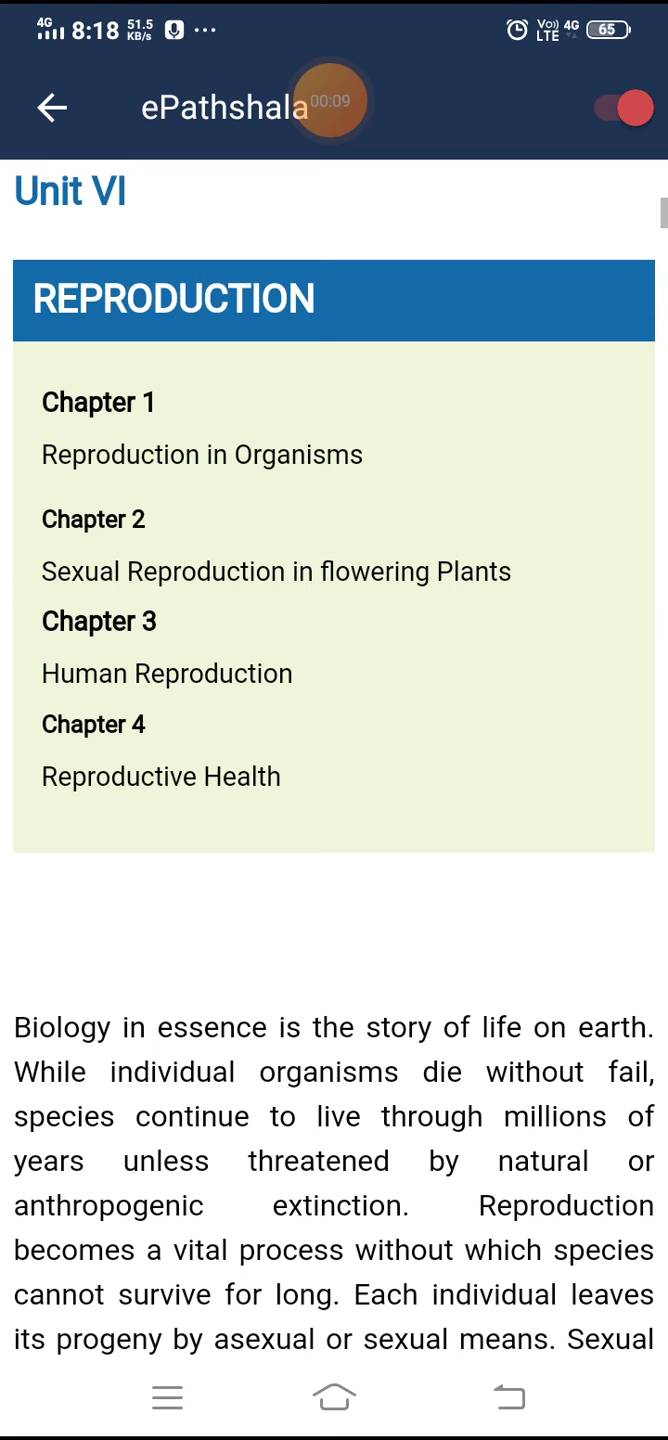 4G 8:18 51.5 KB/s ... Vo)) LTE 4G 65
ePathshala 00:09
Unit VI
REPRODUCTION
Chapter 1
Reproduction in Organisms
Chapter 2
Sexual Reproduction in flowering Plants
Chapter 3
Human Reproduction
Chapter 4
Reproductive Health
Biology in essence is the story of life on earth.
While individual organisms die without fail,
species continue to live through millions of
years unless threatened by natural or
anthropogenic extinction. Reproduction
becomes a vital process without which species
cannot survive for long. Each individual leaves
its progeny by asexual or sexual means. Sexual